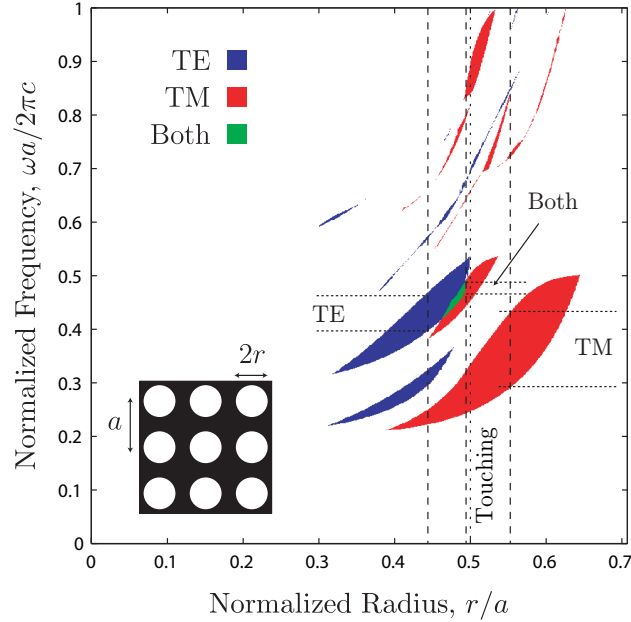 TE
TM
Both
Both
TE
TM
2r
a
Touching
1
0.9
0.8
0.7
0.6
0.5
0.4
0.3
0.2
0.1
0
0 0.1 0.2 0.3 0.4 0.5 0.6 0.7
Normalized Frequency, ωa/2πc
Normalized Radius, r/a